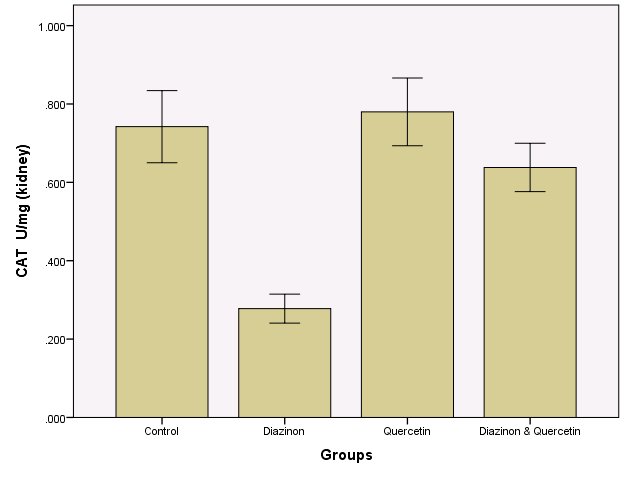 CAT U/mg (kidney)
1.000
.800
.600
.400
.200
.000
Control
Diazinon
Quercetin
Diazinon & Quercetin
Groups